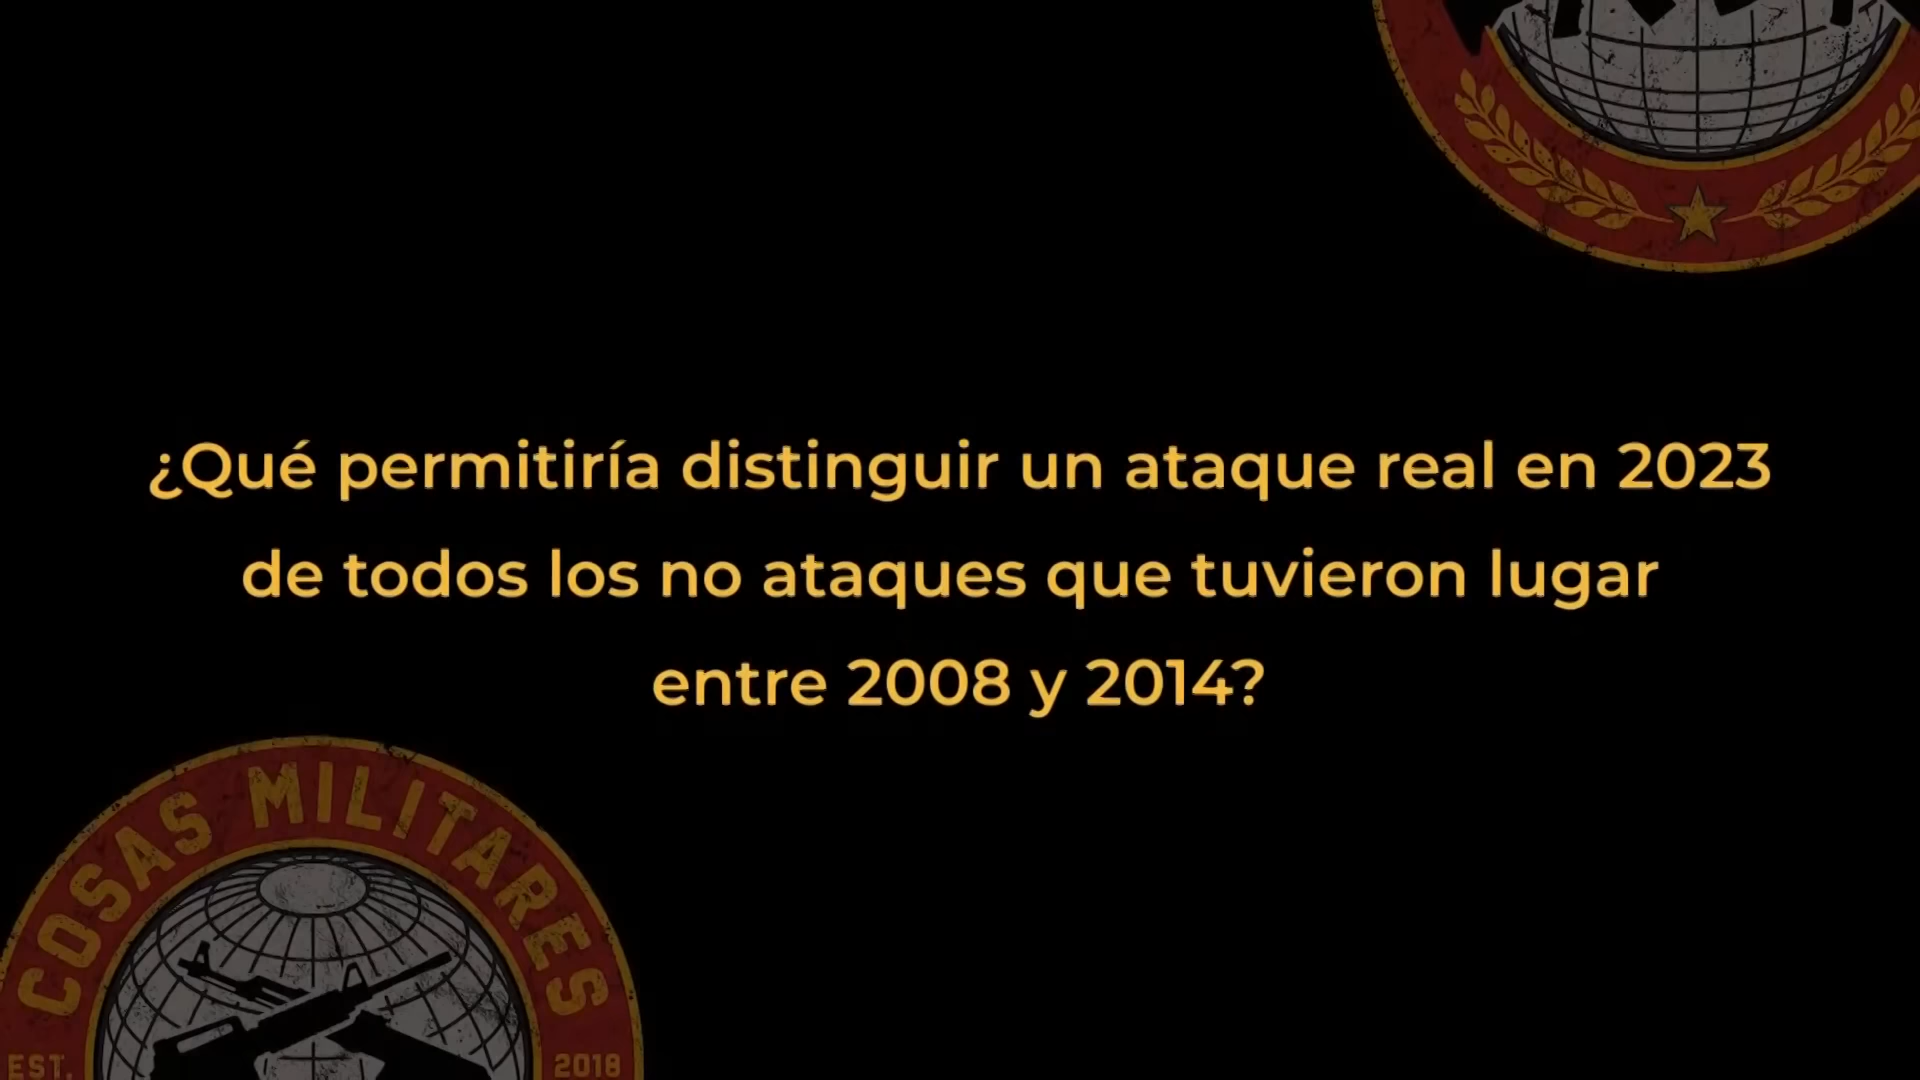 ¿Qué permitiría distinguir un ataque real en 2023
de todos los no ataques que tuvieron lugar
entre 2008 y 2014?
COSAS MILITARES
EST. 2018